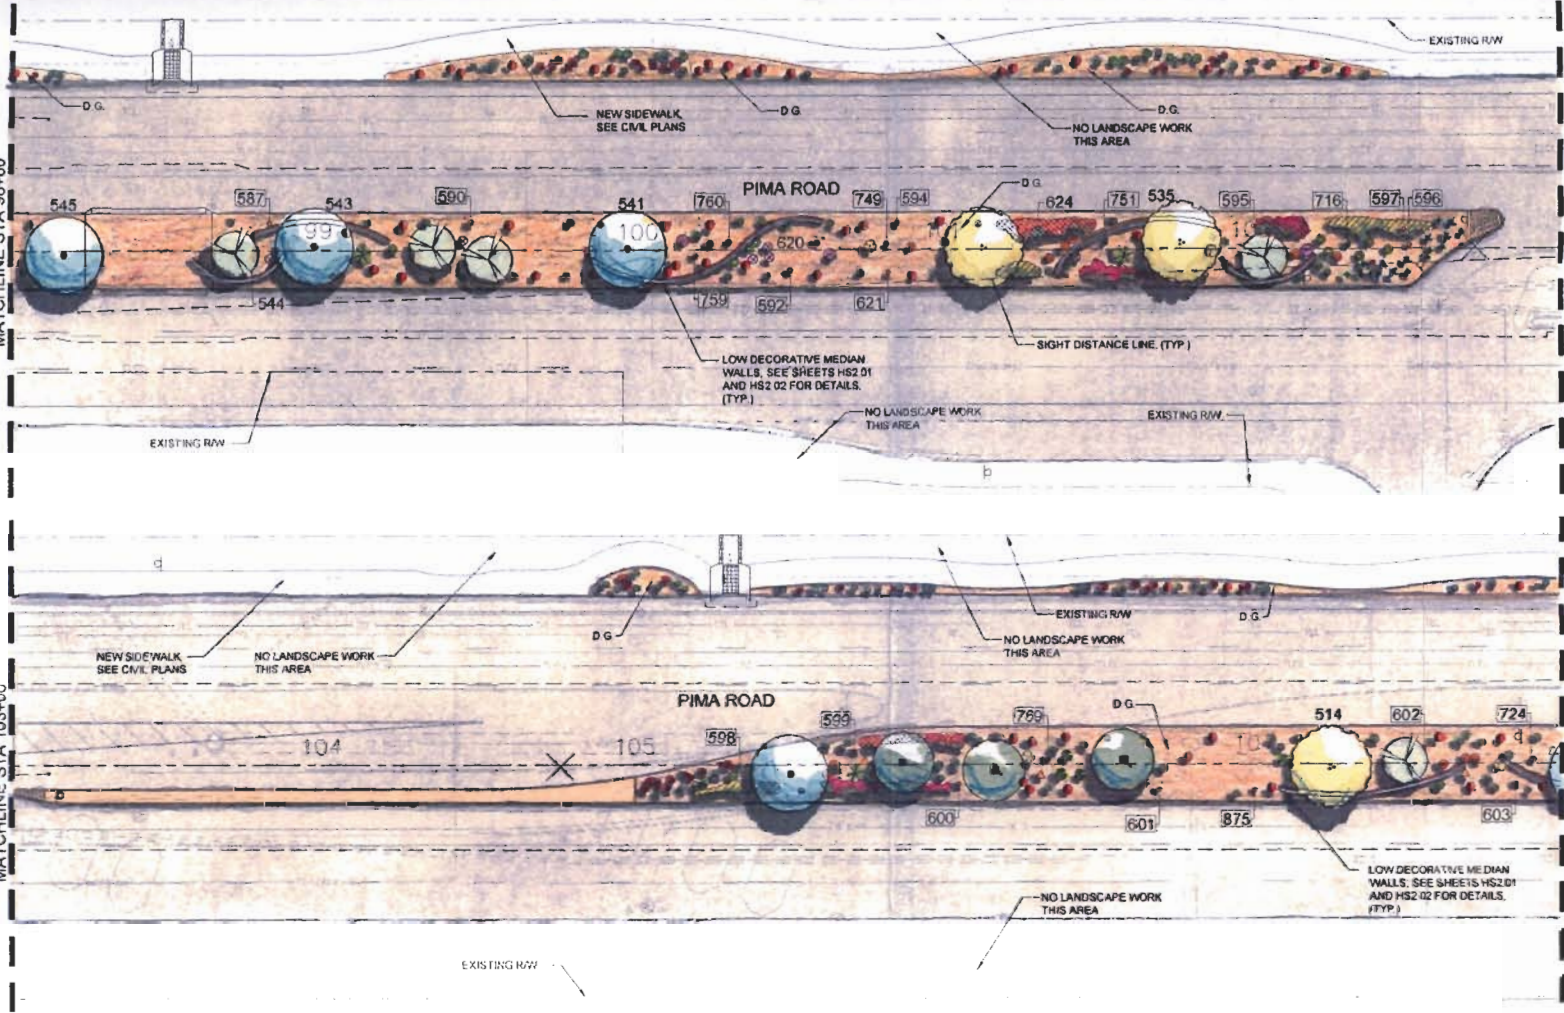 EXISTING R/W
D.G.
NEW SIDEWALK,
SEE CIVIL PLANS
D.G.
D.G.
NO LANDSCAPE WORK
THIS AREA
PIMA ROAD
545
587
543
590
541
760
749
594
D.G.
624
751
535
595
716
597
596
99
100
620
544
759
592
621
SIGHT DISTANCE LINE, (TYP.)
LOW DECORATIVE MEDIAN
WALLS, SEE SHEETS HS2.01
AND HS2.02 FOR DETAILS.
(TYP.)
NO LANDSCAPE WORK
THIS AREA
EXISTING R/W
EXISTING R/W
NEW SIDEWALK,
SEE CIVIL PLANS
NO LANDSCAPE WORK
THIS AREA
D.G.
EXISTING R/W
D.G.
NO LANDSCAPE WORK
THIS AREA
PIMA ROAD
598
599
769
D.G.
514
602
724
104
105
600
601
875
603
LOW DECORATIVE MEDIAN
WALLS, SEE SHEETS HS2.01
AND HS2.02 FOR DETAILS.
(TYP.)
NO LANDSCAPE WORK
THIS AREA
EXISTING R/W